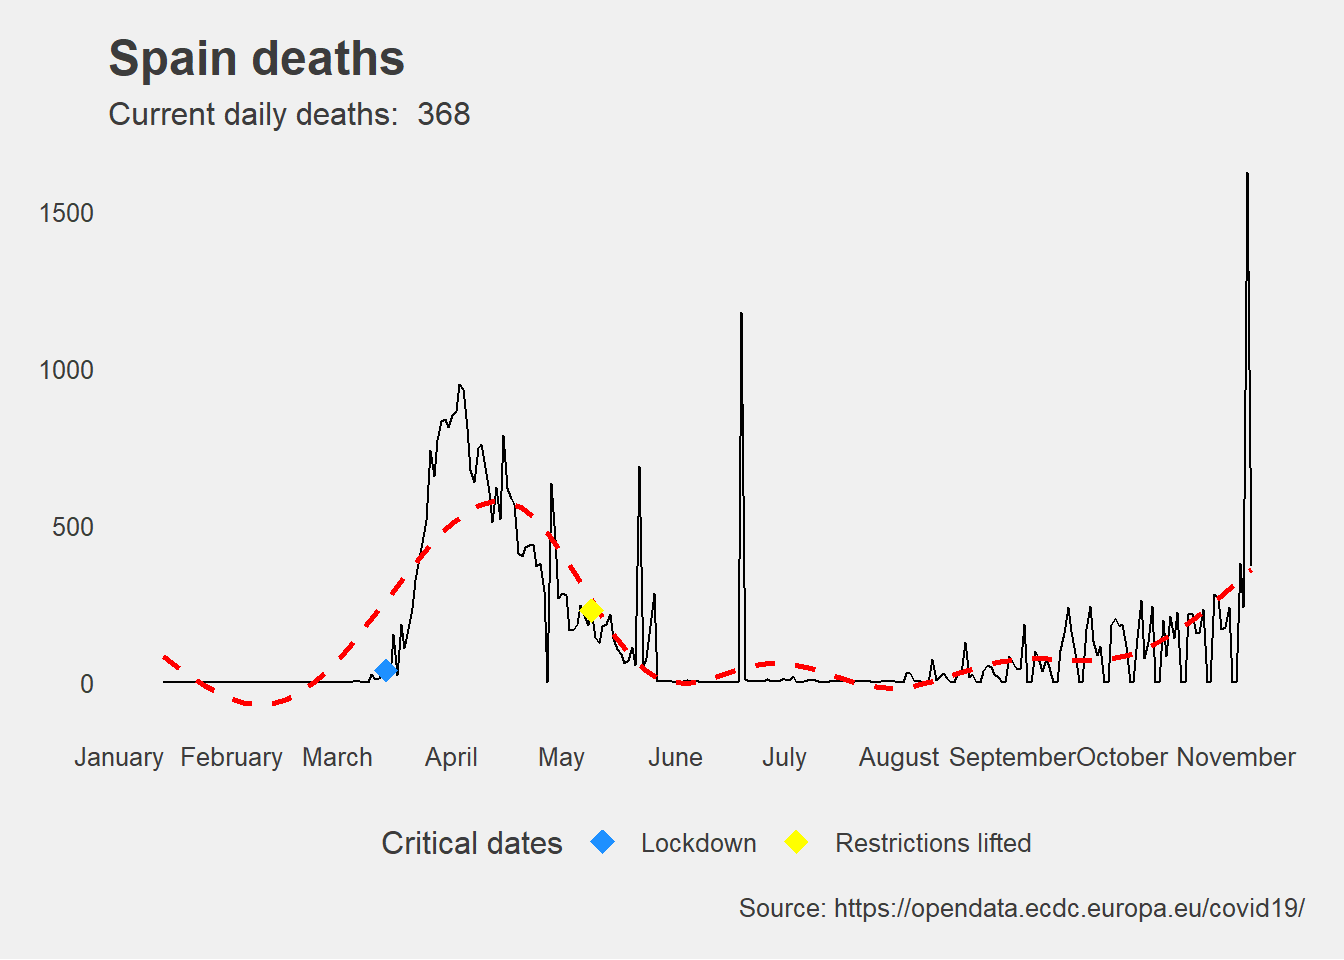 Spain deaths
Current daily deaths:  368
1500
1000
500
0
January February March April May June July August September October November
Critical dates Lockdown Restrictions lifted
Source: https://opendata.ecdc.europa.eu/covid19/